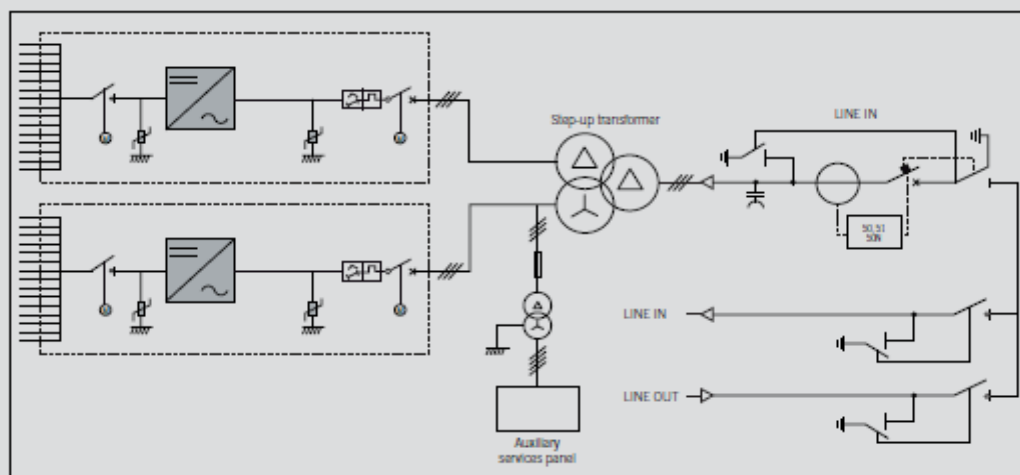 Step-up transformer
LINE IN
50, 51
50N
LINE IN
LINE OUT
Auxiliary
services panel